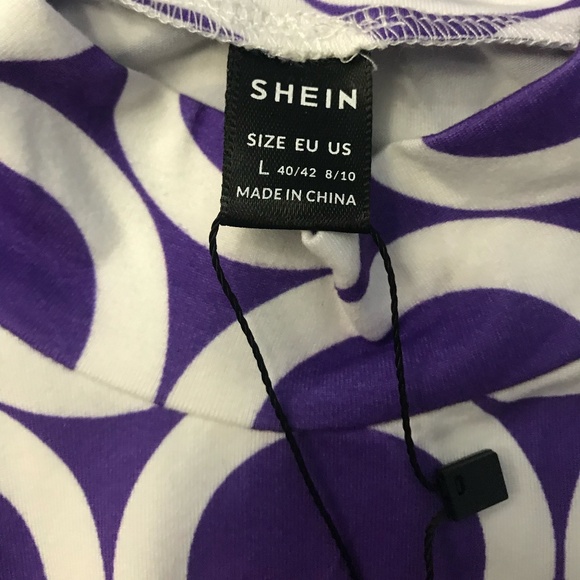 SHEIN
SIZE EU US
L 40/42 8/10
MADE IN CHINA